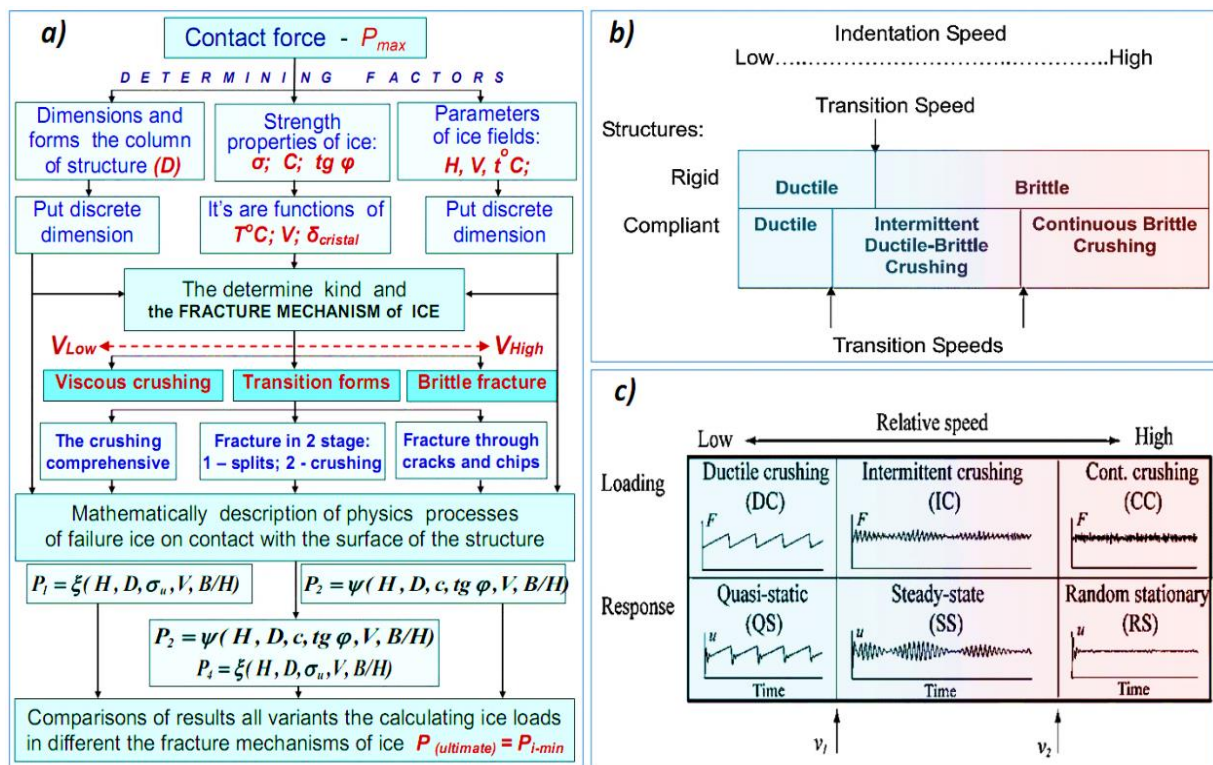 a)
Contact force - Pmax
DETERMINING FACTORS
Dimensions and
forms the column
of structure (D)
Strength
properties of ice:
σ; C; tg φ
Parameters
of ice fields:
H, V, t°C;
Put discrete
dimension
It's are functions of
T°C; V; δcristal
Put discrete
dimension
The determine kind and
the FRACTURE MECHANISM of ICE
VLow
VHigh
Viscous crushing
Transition forms
Brittle fracture
The crushing
comprehensive
Fracture in 2 stage:
1 – splits; 2 - crushing
Fracture through
cracks and chips
Mathematically description of physics processes
of failure ice on contact with the surface of the structure
P1 = ξ( H, D, σu, V, B/H)
P2 = ψ( H, D, c, tg φ, V, B/H)
P2 = ψ( H, D, c, tg φ, V, B/H)
P4 = ξ( H, D, σu, V, B/H)
Comparisons of results all variants the calculating ice loads
in different the fracture mechanisms of ice P (ultimate) = Pi-min
b)
Indentation Speed
Low.....................................High
Transition Speed
Structures:
Rigid
Ductile
Brittle
Compliant
Ductile
Intermittent
Ductile-Brittle
Crushing
Continuous Brittle
Crushing
Transition Speeds
c)
Relative speed
Low
High
Loading
Ductile crushing
(DC)
F
Intermittent crushing
(IC)
F
Cont. crushing
(CC)
F
Response
Quasi-static
(QS)
u
Time
Steady-state
(SS)
u
Time
Random stationary
(RS)
u
Time
v1
v2